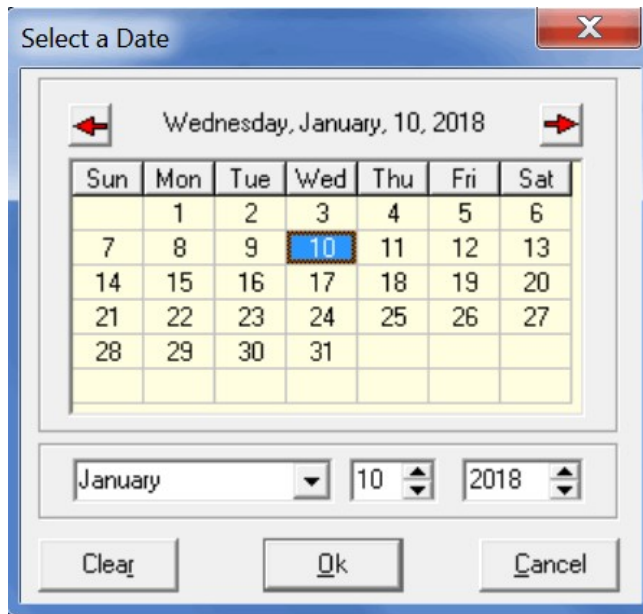 Select a Date
Wednesday, January, 10, 2018
Sun Mon Tue Wed Thu Fri Sat
1 2 3 4 5 6
7 8 9 10 11 12 13
14 15 16 17 18 19 20
21 22 23 24 25 26 27
28 29 30 31
January 10 2018
Clear Ok Cancel